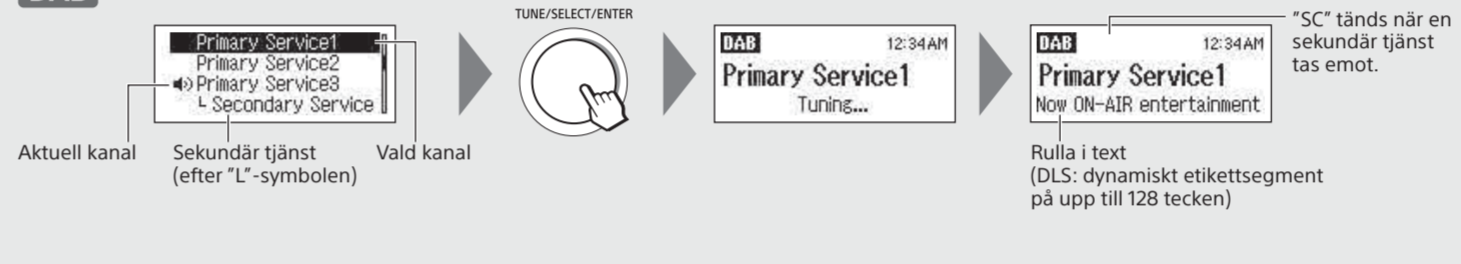 DAB
TUNE/SELECT/ENTER
Primary Service1
Primary Service2
Primary Service3
└ Secondary Service
Aktuell kanal
Sekundär tjänst
(efter "L"-symbolen)
Vald kanal
DAB 12:34AM
Primary Service1
Tuning...
DAB 12:34AM
Primary Service1
Now ON-AIR entertainment
"SC" tänds när en
sekundär tjänst
tas emot.
Rulla i text
(DLS: dynamiskt etikettsegment
på upp till 128 tecken)